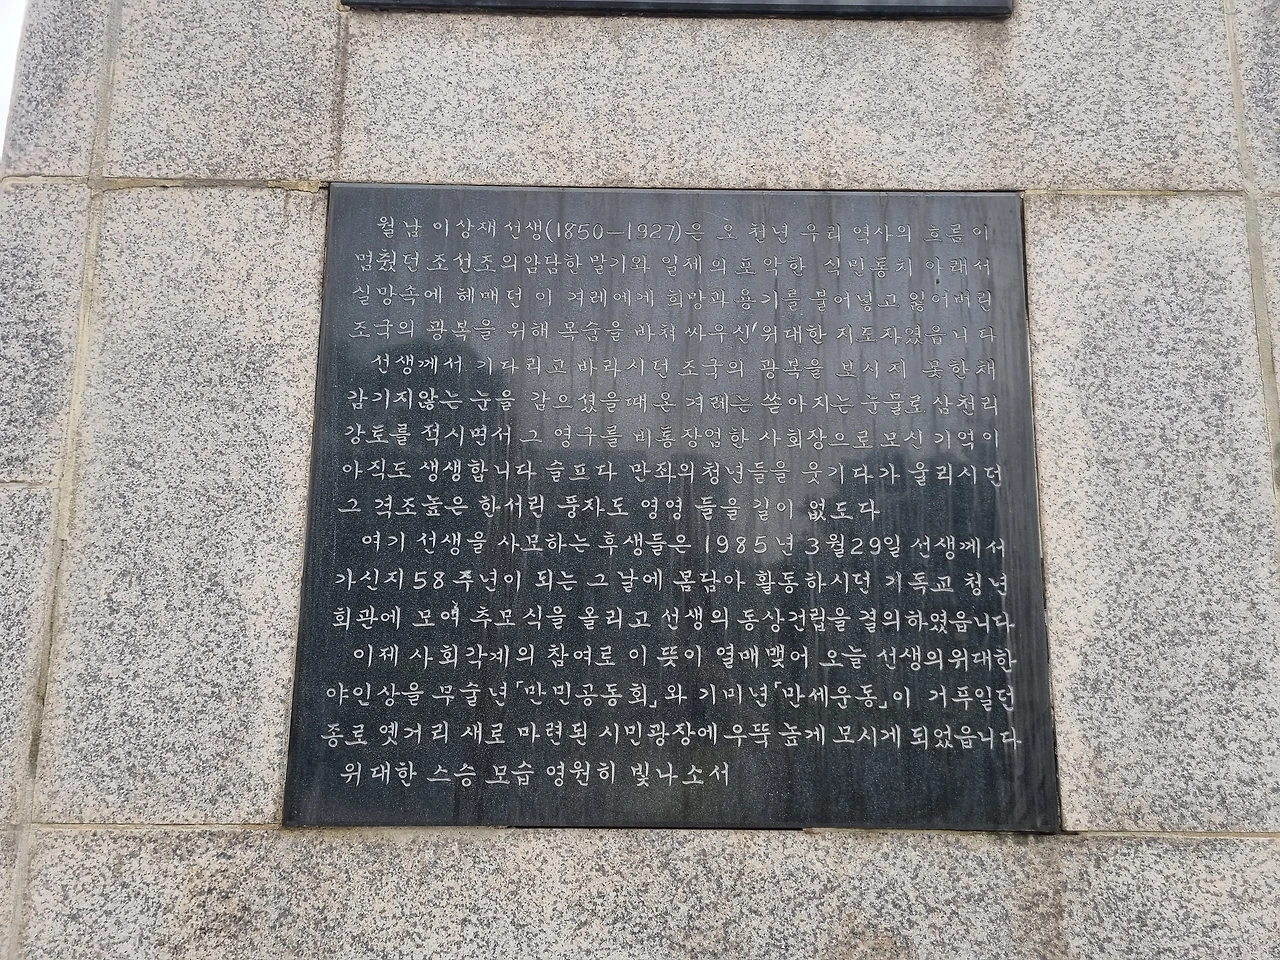 월남 이상재 선생(1850—1927)은 오 천년 우리 역사의 흐름이
멈췄던 조선조의암담한말기와 일제의 포악한 식민통치 아래서
실망속에 헤매던 이 겨레에게 희망과용기를 불어넣고 잃어버린
조국의 광복을 위해 목숨을 바쳐 싸우신 위대한 지도자였읍니다
선생께서 기다리고바라시던조국의 광복을 보시지 못한채
감기지않는 눈을 감으셨을때온 겨레는 쏟아지는 눈물로 삼천리
강토를 적시면서 그 영구를 비통장엄한 사회장으로 모신 기억이
아직도 생생합니다 슬프다 만좌의청년들을 웃기다가 울리시던
그 격조높은 한서린 풍자도 영영 들을 길이 없도다
여기 선생을 사모하는 후생들은 1985년 3월29일 선생께서
가신지 58 주년이 되는 그날에 몸담아 활동하시던 기독교 청년
회관에 모여 추모식을 올리고 선생의 동상건립을 결의하였읍니다
이제 사회각계의 참여로 이 뜻이 열매맺어 오늘 선생의위대한
야인상을 무술년「만민공동회」와 기미년「만세운동」이 거푸일던
종로 옛거리 새로 마련된 시민광장에 우뚝 높게 모시게 되었읍니다
위대한 스승 모습 영원히 빛나소서